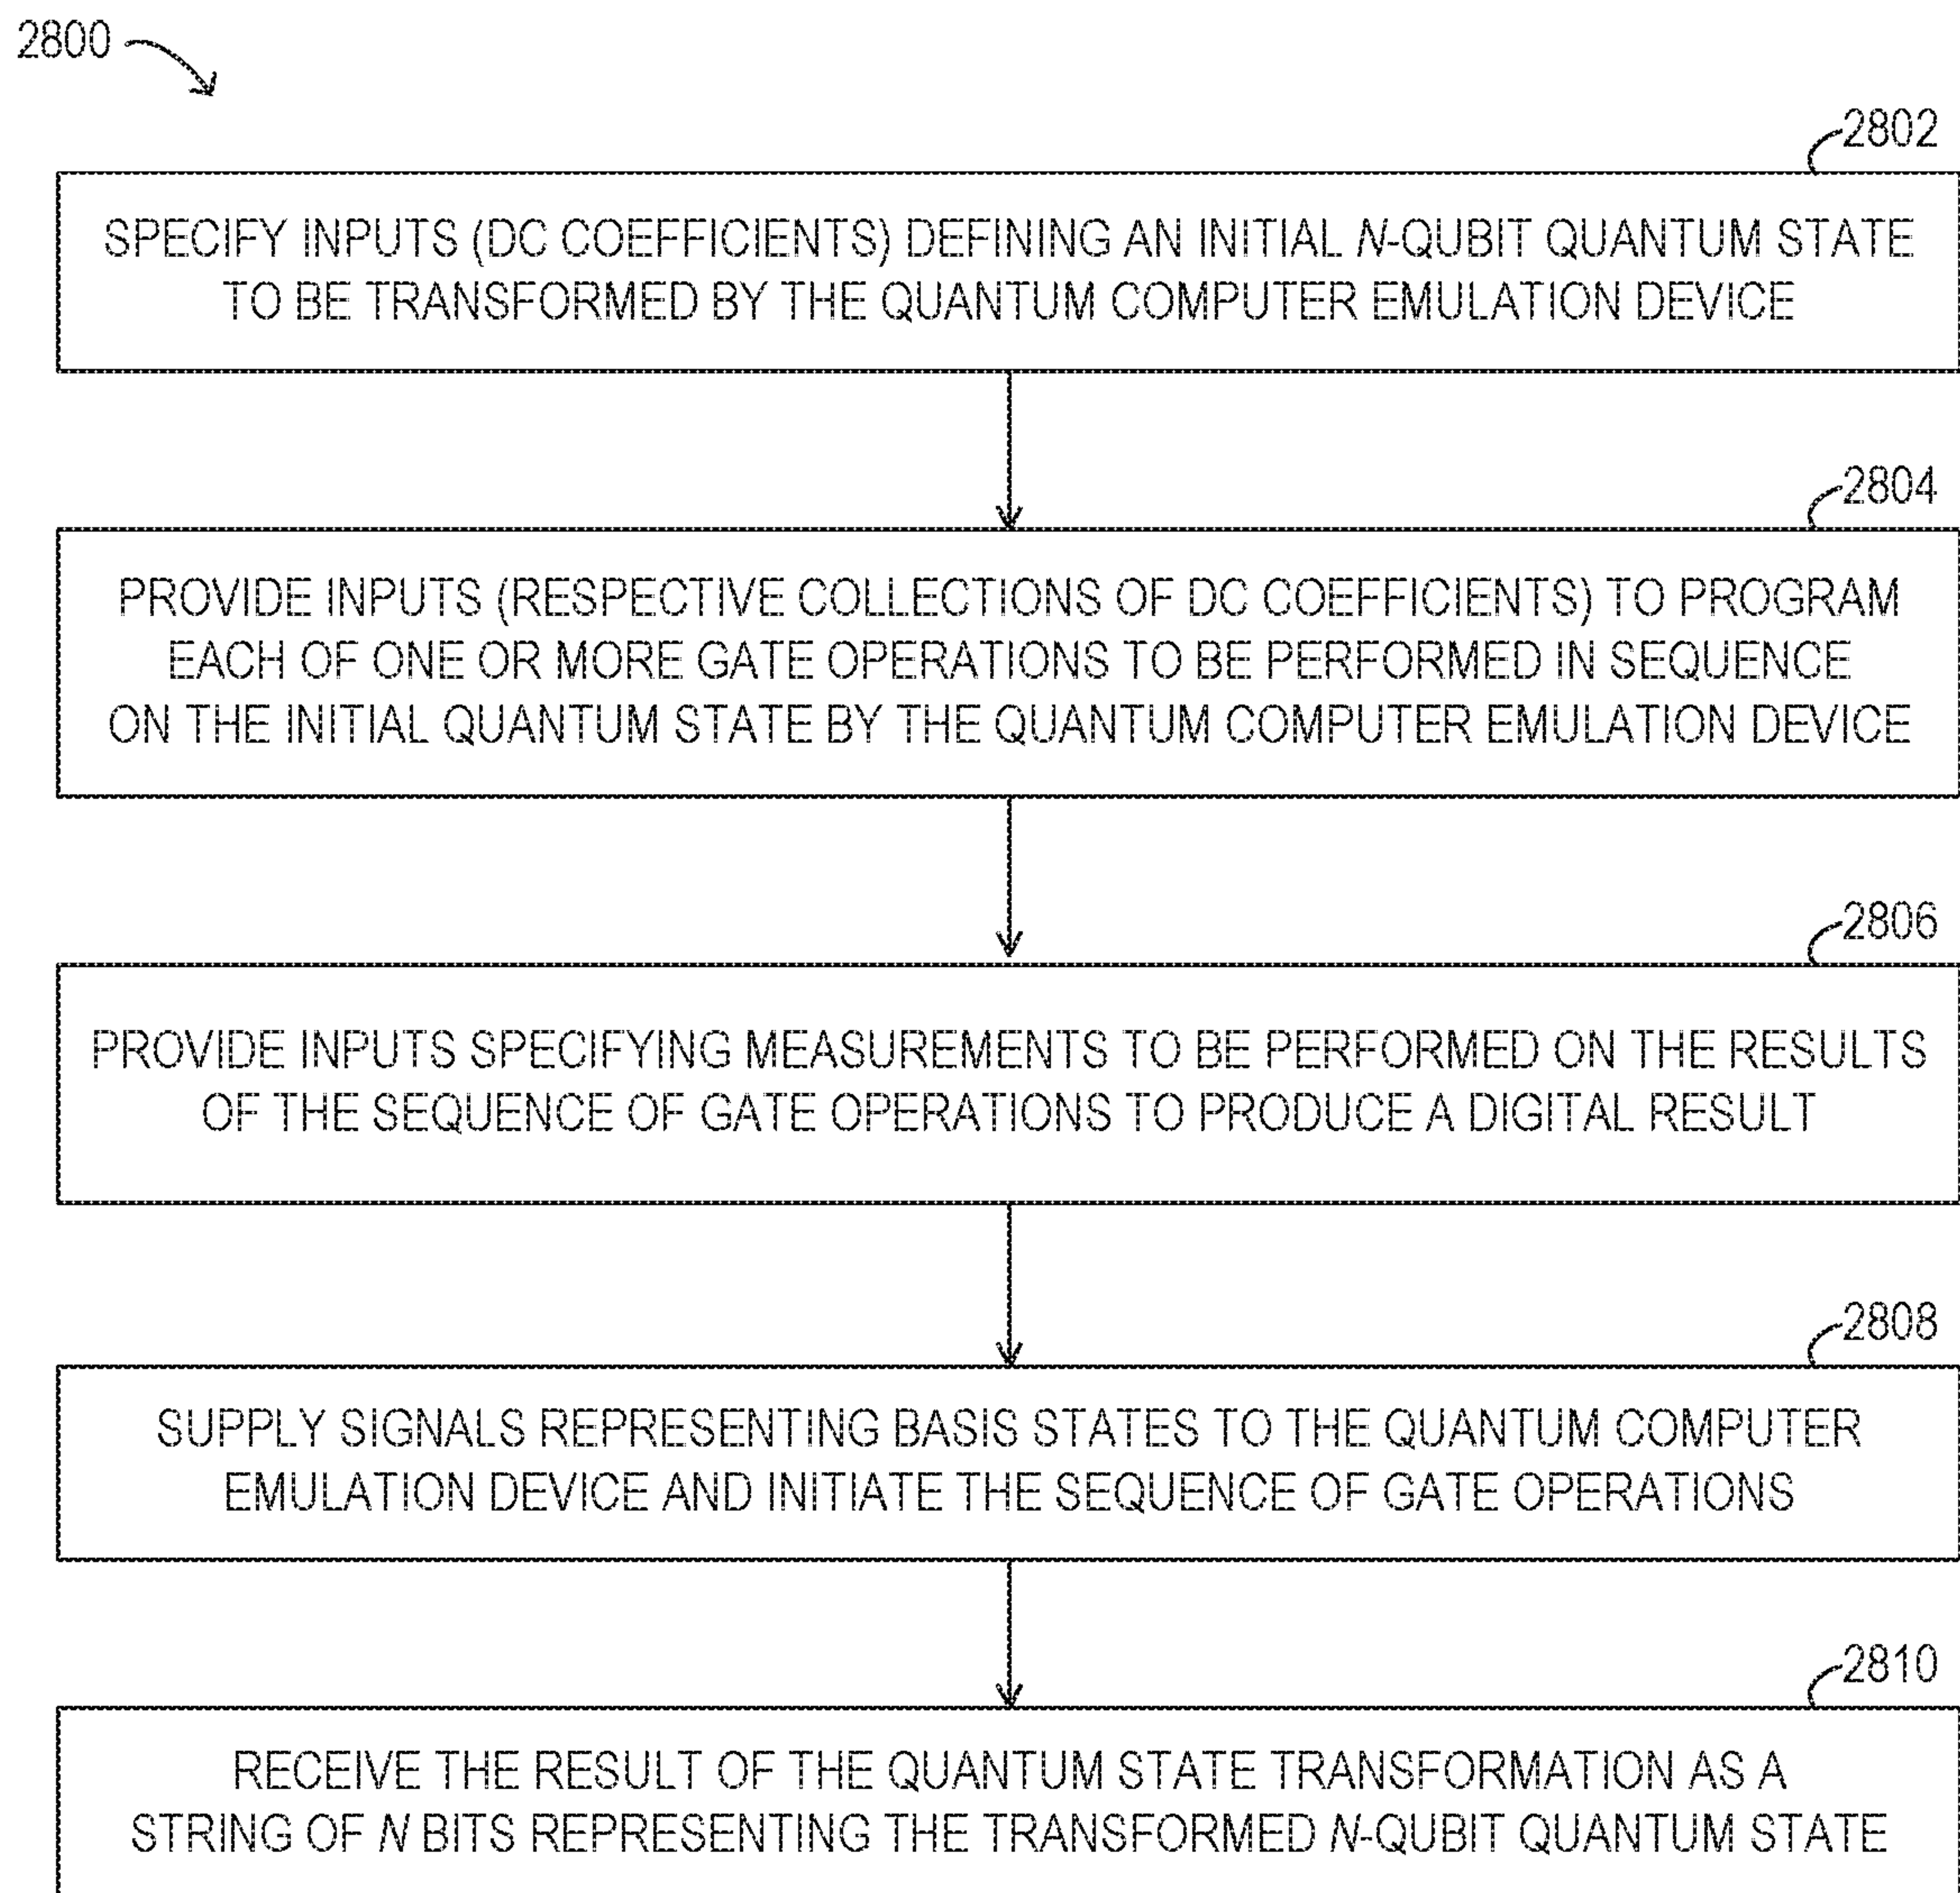 2800
2802
SPECIFY INPUTS (DC COEFFICIENTS) DEFINING AN INITIAL N-QUBIT QUANTUM STATE
TO BE TRANSFORMED BY THE QUANTUM COMPUTER EMULATION DEVICE
2804
PROVIDE INPUTS (RESPECTIVE COLLECTIONS OF DC COEFFICIENTS) TO PROGRAM
EACH OF ONE OR MORE GATE OPERATIONS TO BE PERFORMED IN SEQUENCE
ON THE INITIAL QUANTUM STATE BY THE QUANTUM COMPUTER EMULATION DEVICE
2806
PROVIDE INPUTS SPECIFYING MEASUREMENTS TO BE PERFORMED ON THE RESULTS
OF THE SEQUENCE OF GATE OPERATIONS TO PRODUCE A DIGITAL RESULT
2808
SUPPLY SIGNALS REPRESENTING BASIS STATES TO THE QUANTUM COMPUTER
EMULATION DEVICE AND INITIATE THE SEQUENCE OF GATE OPERATIONS
2810
RECEIVE THE RESULT OF THE QUANTUM STATE TRANSFORMATION AS A
STRING OF N BITS REPRESENTING THE TRANSFORMED N-QUBIT QUANTUM STATE